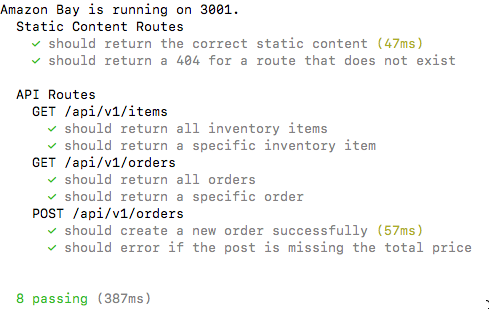 Amazon Bay is running on 3001.
Static Content Routes
✓ should return the correct static content (47ms)
✓ should return a 404 for a route that does not exist
API Routes
GET /api/v1/items
✓ should return all inventory items
✓ should return a specific inventory item
GET /api/v1/orders
✓ should return all orders
✓ should return a specific order
POST /api/v1/orders
✓ should create a new order successfully (57ms)
✓ should error if the post is missing the total price
8 passing (387ms)